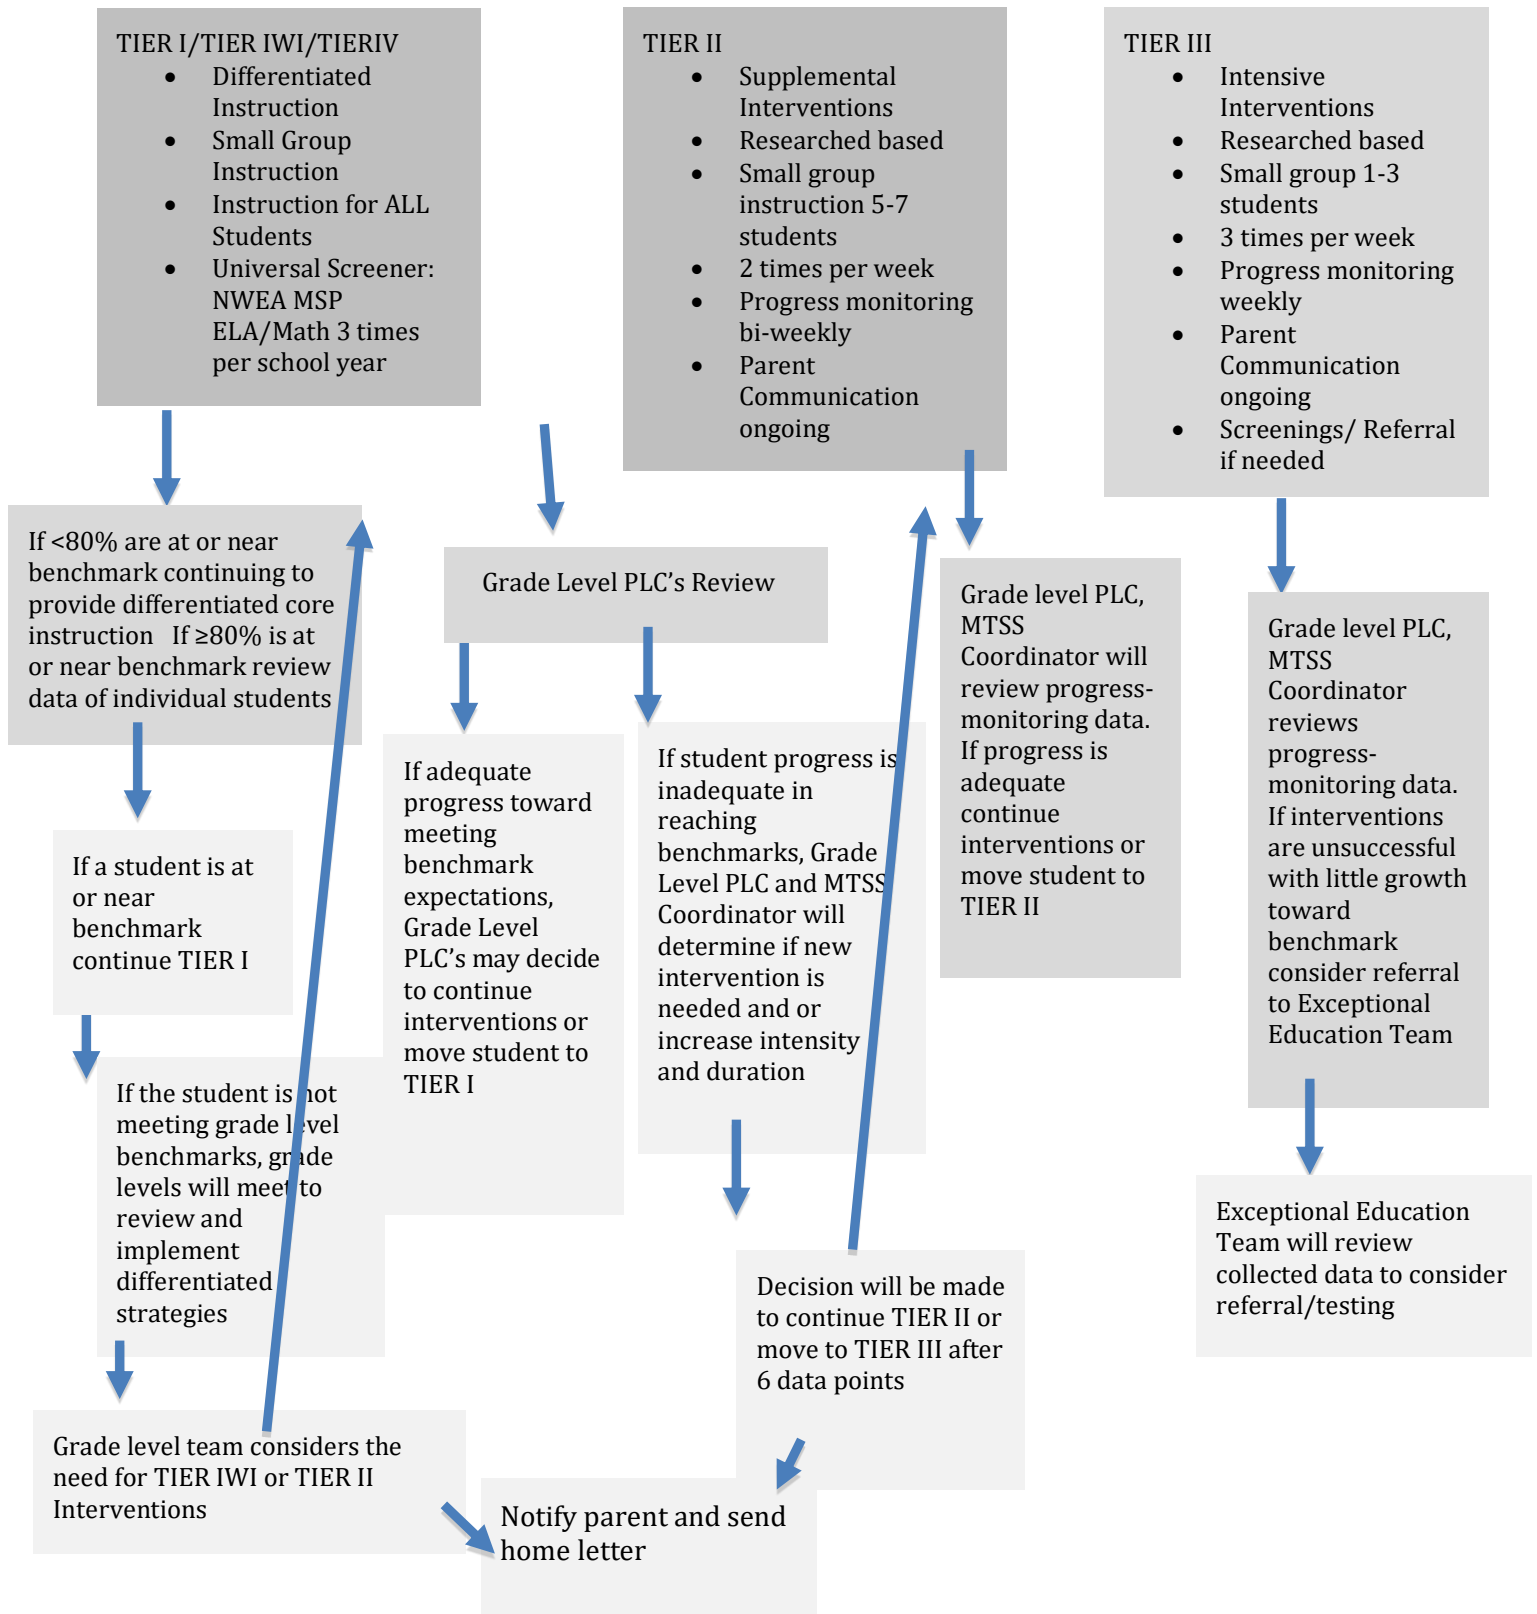 TIER I/TIER IWI/TIERIV
• Differentiated
Instruction
• Small Group
Instruction
• Instruction for ALL
Students
• Universal Screener:
NWEA MSP
ELA/Math 3 times
per school year
TIER II
• Supplemental
Interventions
• Researched based
• Small group
instruction 5-7
students
• 2 times per week
• Progress monitoring
bi-weekly
• Parent
Communication
ongoing
TIER III
• Intensive
Interventions
• Researched based
• Small group 1-3
students
• 3 times per week
• Progress monitoring
weekly
• Parent
Communication
ongoing
• Screenings/ Referral
if needed
If <80% are at or near
benchmark continuing to
provide differentiated core
instruction If ≥80% is at
or near benchmark review
data of individual students
If a student is at
or near
benchmark
continue TIER I
If the student is not
meeting grade level
benchmarks, grade
levels will meet to
review and
implement
differentiated
strategies
Grade level team considers the
need for TIER IWI or TIER II
Interventions
Grade Level PLC’s Review
If adequate
progress toward
meeting
benchmark
expectations,
Grade Level
PLC’s may decide
to continue
interventions or
move student to
TIER I
If student progress is
inadequate in
reaching
benchmarks, Grade
Level PLC and MTSS
Coordinator will
determine if new
intervention is
needed and or
increase intensity
and duration
Decision will be made
to continue TIER II or
move to TIER III after
6 data points
Notify parent and send
home letter
Grade level PLC,
MTSS
Coordinator will
review progress-
monitoring data.
If progress is
adequate
continue
interventions or
move student to
TIER II
Grade level PLC,
MTSS
Coordinator
reviews
progress-
monitoring data.
If interventions
are unsuccessful
with little growth
toward
benchmark
consider referral
to Exceptional
Education Team
Exceptional Education
Team will review
collected data to consider
referral/testing